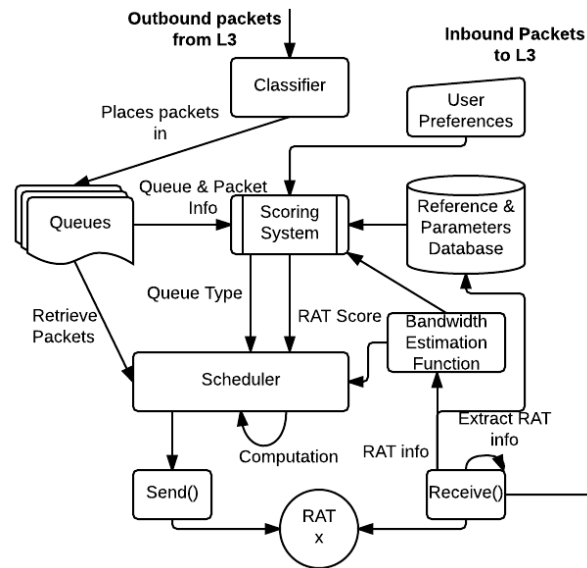 Outbound packets
from L3
Inbound Packets
to L3
Classifier
User
Preferences
Places packets
in
Queue & Packet
Info
Queues
Scoring
System
Reference &
Parameters
Database
Queue Type
RAT Score
Retrieve
Packets
Bandwidth
Estimation
Function
Scheduler
Computation
RAT info
Extract RAT
info
Send()
RAT
x
Receive()